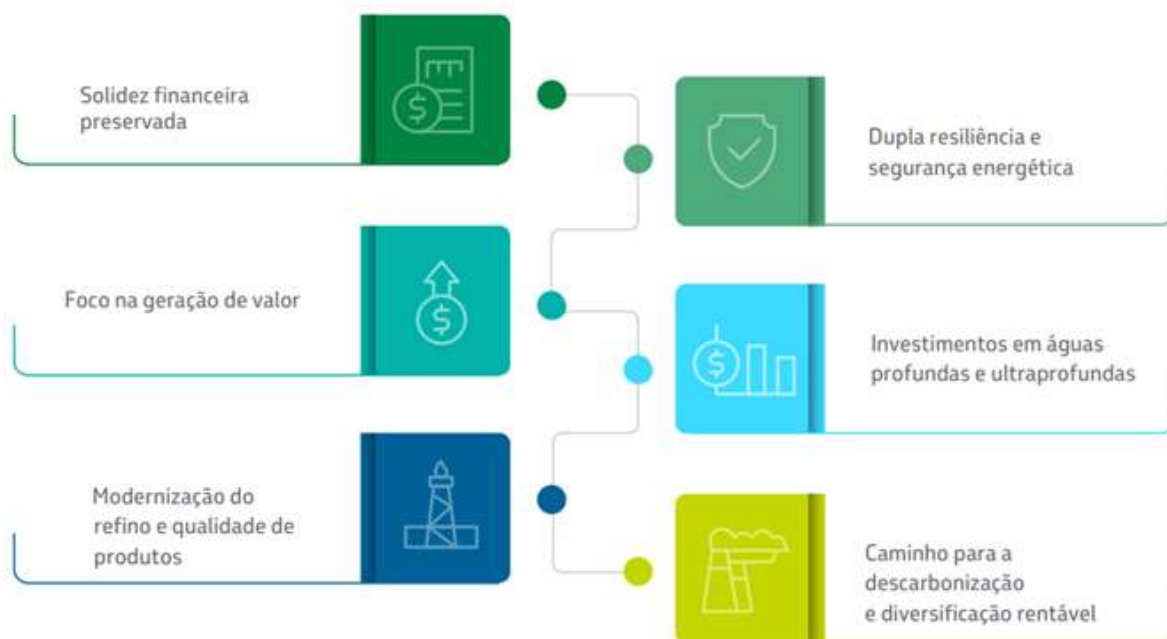 Solidez financeira
preservada
Dupla resiliência e
segurança energética
Foco na geração de valor
Investimentos em águas
profundas e ultraprofundas
Modernização do
refino e qualidade de
produtos
Caminho para a
descarbonização
e diversificação rentável